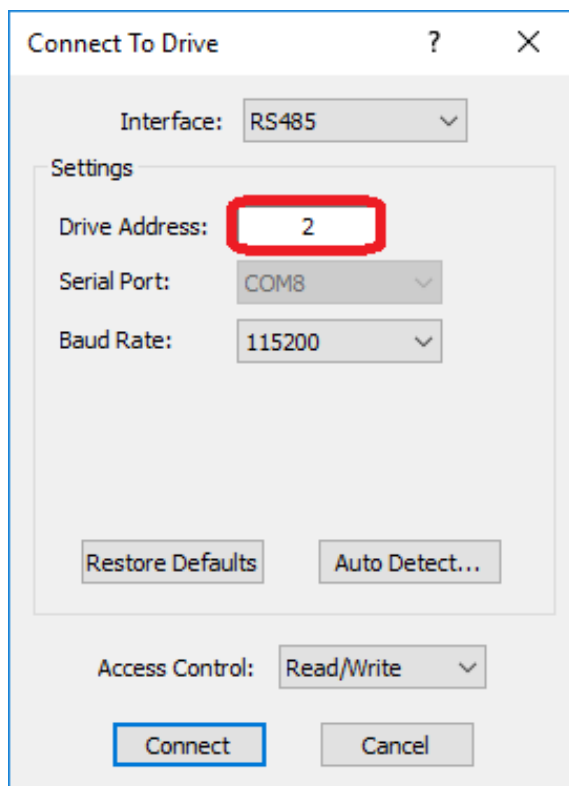 Connect To Drive ?
Interface: RS485
Settings
Drive Address: 2
Serial Port: COM8
Baud Rate: 115200
Restore Defaults Auto Detect...
Access Control: Read/Write
Connect Cancel